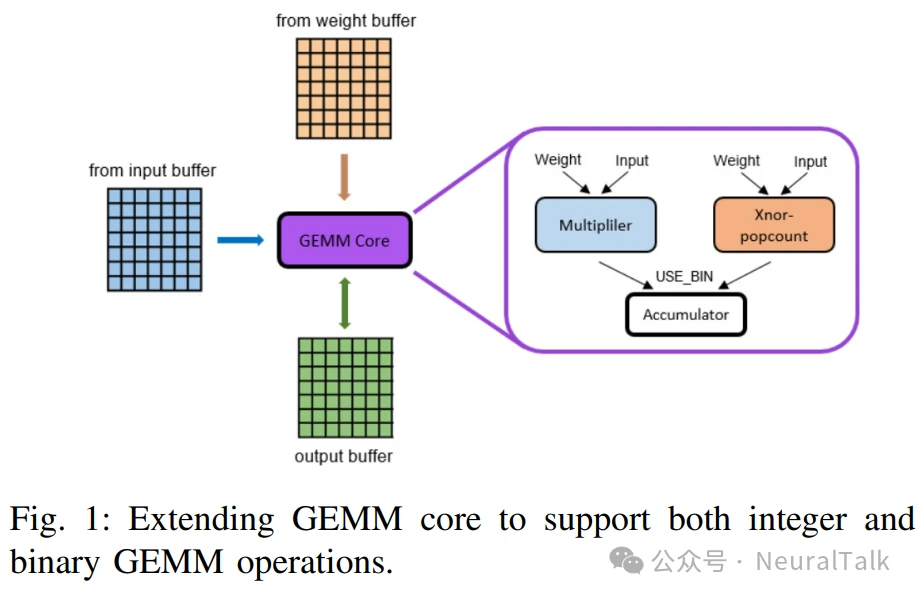 from weight buffer
from input buffer
GEMM Core
output buffer
Weight Input
Multipliler
Weight Input
Xnor-
popcount
USE_BIN
Accumulator
Fig. 1: Extending GEMM core to support both integer and
binary GEMM operations.
公众号 · NeuralTalk